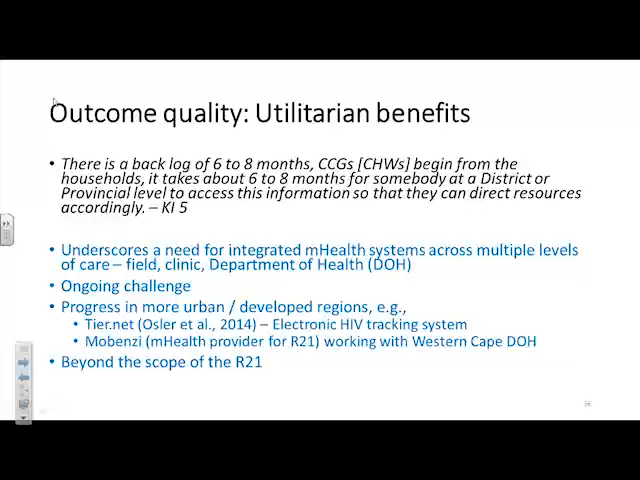 Outcome quality: Utilitarian benefits
• There is a back log of 6 to 8 months, CCGs [CHWs] begin from the
households, it takes about 6 to 8 months for somebody at a District or
Provincial level to access this information so that they can direct resources
accordingly. – KI 5
• Underscores a need for integrated mHealth systems across multiple levels
of care – field, clinic, Department of Health (DOH)
• Ongoing challenge
• Progress in more urban / developed regions, e.g.,
• Tier.net (Osler et al., 2014) – Electronic HIV tracking system
• Mobenzi (mHealth provider for R21) working with Western Cape DOH
• Beyond the scope of the R21